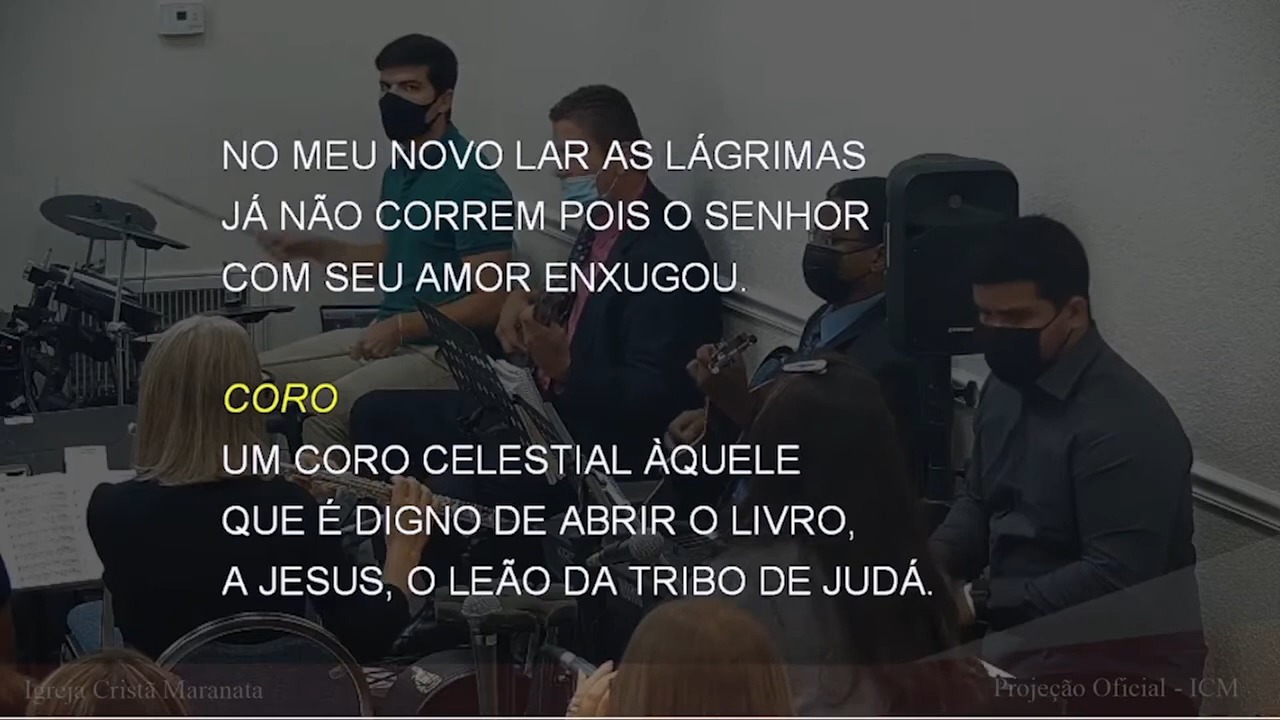 NO MEU NOVO LAR AS LÁGRIMAS
JÁ NÃO CORREM POIS O SENHOR
COM SEU AMOR ENXUGOU.
CORO
UM CORO CELESTIAL ÀQUELE
QUE É DIGNO DE ABRIR O LIVRO,
A JESUS, O LEÃO DA TRIBO DE JUDÁ.
Igreja Cristã Maranata
Projeção Oficial - ICM